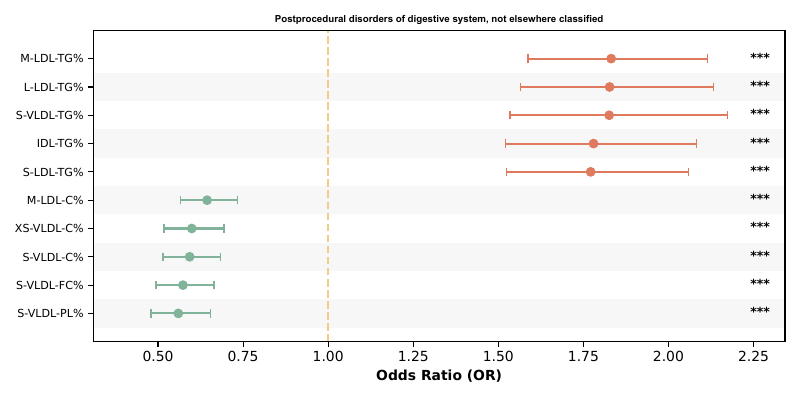 Postprocedural disorders of digestive system, not elsewhere classified
M-LDL-TG% ***
L-LDL-TG% ***
S-VLDL-TG% ***
IDL-TG% ***
S-LDL-TG% ***
M-LDL-C% ***
XS-VLDL-C% ***
S-VLDL-C% ***
S-VLDL-FC% ***
S-VLDL-PL% ***
0.50 0.75 1.00 1.25 1.50 1.75 2.00 2.25
Odds Ratio (OR)